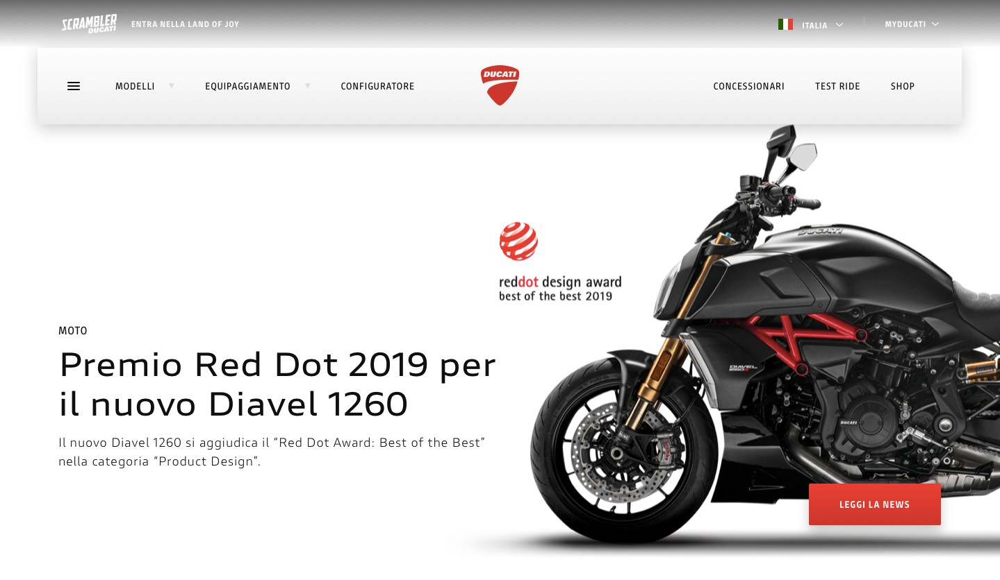 SCRAMBLER
DUCATI
ENTRA NELLA LAND OF JOY
ITALIA
MYDUCATI
MODELLI
EQUIPAGGIAMENTO
CONFIGURATORE
DUCATI
CONCESSIONARI
TEST RIDE
SHOP
DUCATI
reddot design award
best of the best 2019
MOTO
Premio Red Dot 2019 per
il nuovo Diavel 1260
Il nuovo Diavel 1260 si aggiudica il “Red Dot Award: Best of the Best”
nella categoria “Product Design”.
DIAVEL
1260 S
DUCATI
LEGGI LA NEWS